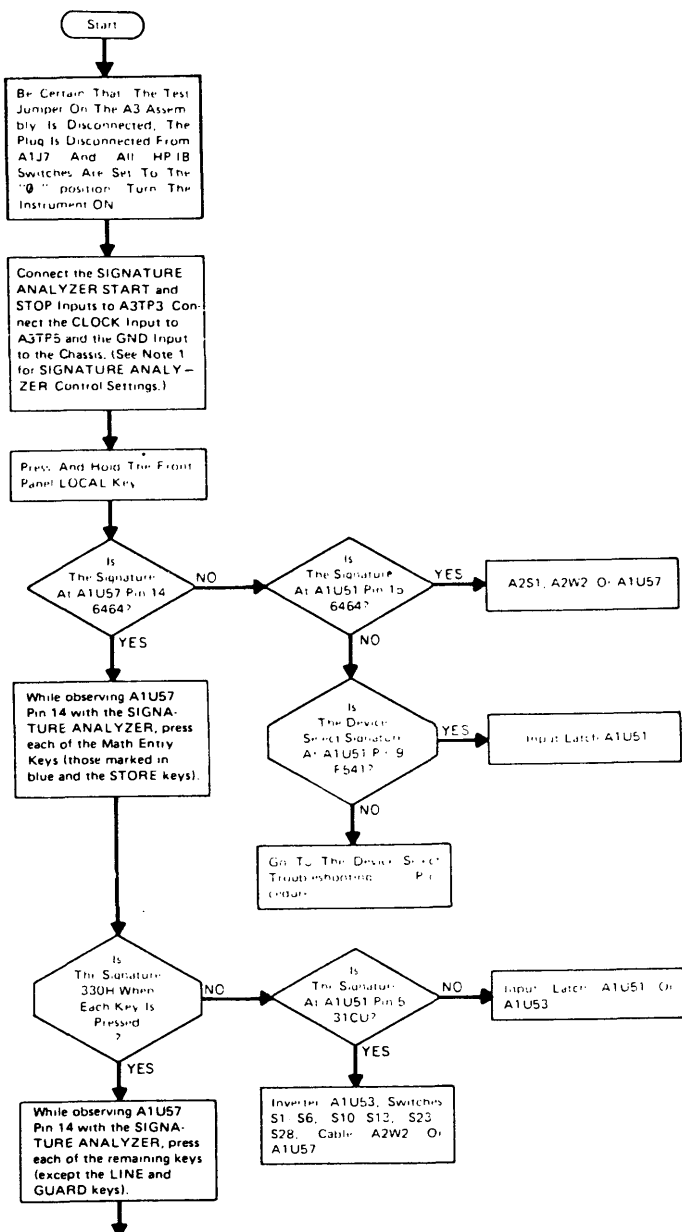 Start
Be Certain That The Test
Jumper On The A3 Assem
bly Is Disconnected, The
Plug Is Disconnected From
A1J7 And All HP IB
Switches Are Set To The
"0" position Turn The
Instrument ON
Connect the SIGNATURE
ANALYZER START and
STOP Inputs to A3TP3 Con-
nect the CLOCK Input to
A3TP5 and the GND Input
to the Chassis. (See Note 1
for SIGNATURE ANALY-
ZER Control Settings.)
Press And Hold The Front
Panel LOCAL Key
Is
The Signature
At A1U57 Pin 14
6464?
NO
Is
The Signature
At A1U51 Pin 15
6464?
YES
A2S1, A2W2 Or A1U57
YES
NO
While observing A1U57
Pin 14 with the SIGNA-
TURE ANALYZER, press
each of the Math Entry
Keys (those marked in
blue and the STORE keys).
Is
The Device
Select Signature
At A1U51 Pin 9
F541?
YES
Input Latch A1U51
NO
Go To The Device Select
Troubleshooting Pro
cedure
Is
The Signature
330H When
Each Key Is
Pressed
?
NO
Is
The Signature
At A1U51 Pin 5
31CU?
NO
Input Latch A1U51 Or
A1U53
YES
YES
While observing A1U57
Pin 14 with the SIGNA-
TURE ANALYZER, press
each of the remaining keys
(except the LINE and
GUARD keys).
Inverter A1U53, Switches
S1 S6, S10 S13, S23
S28, Cable A2W2 Or
A1U57